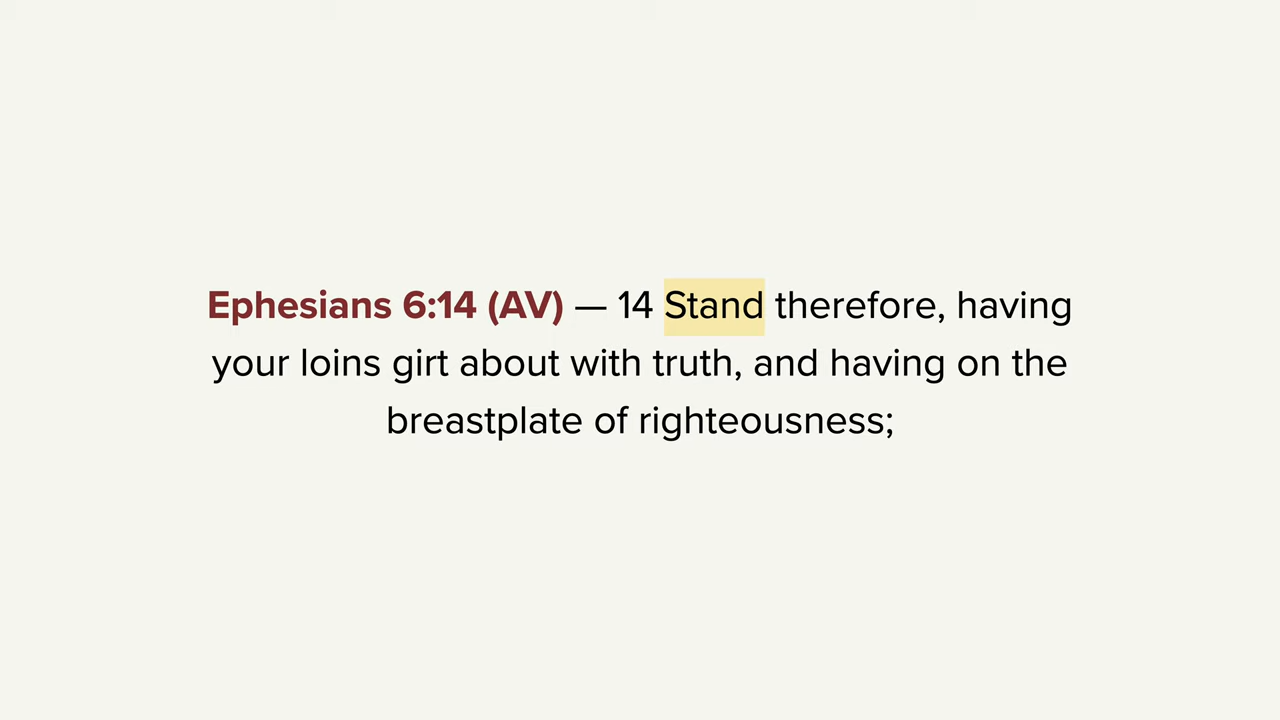 Ephesians 6:14 (AV) — 14 Stand therefore, having
your loins girt about with truth, and having on the
breastplate of righteousness;